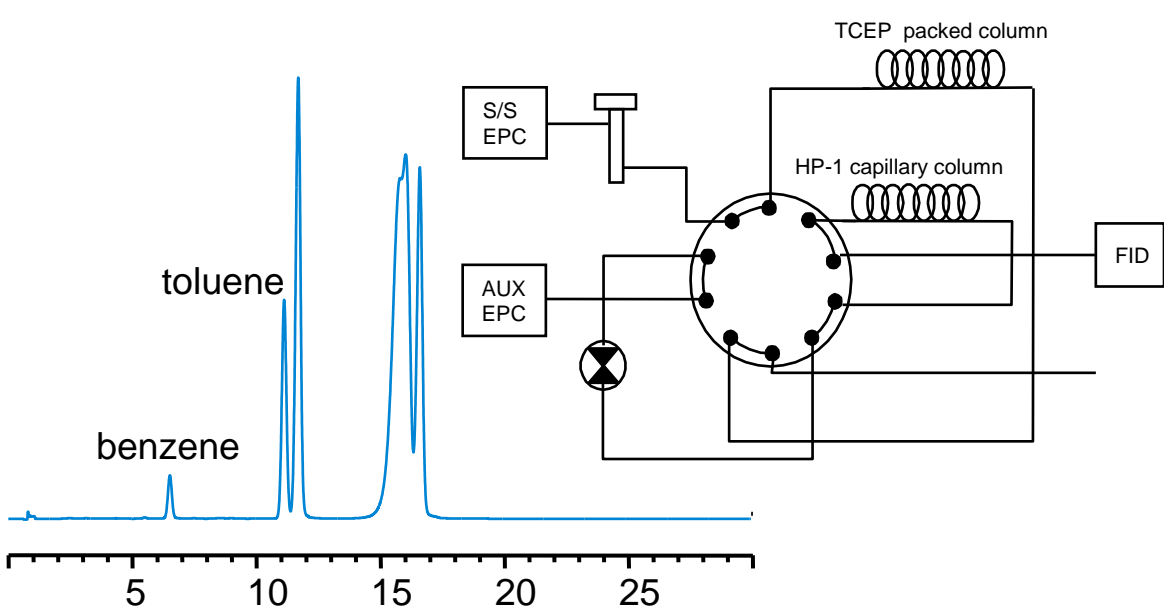 TCEP packed column
S/S
EPC
HP-1 capillary column
FID
toluene
AUX
EPC
benzene
5 10 15 20 25